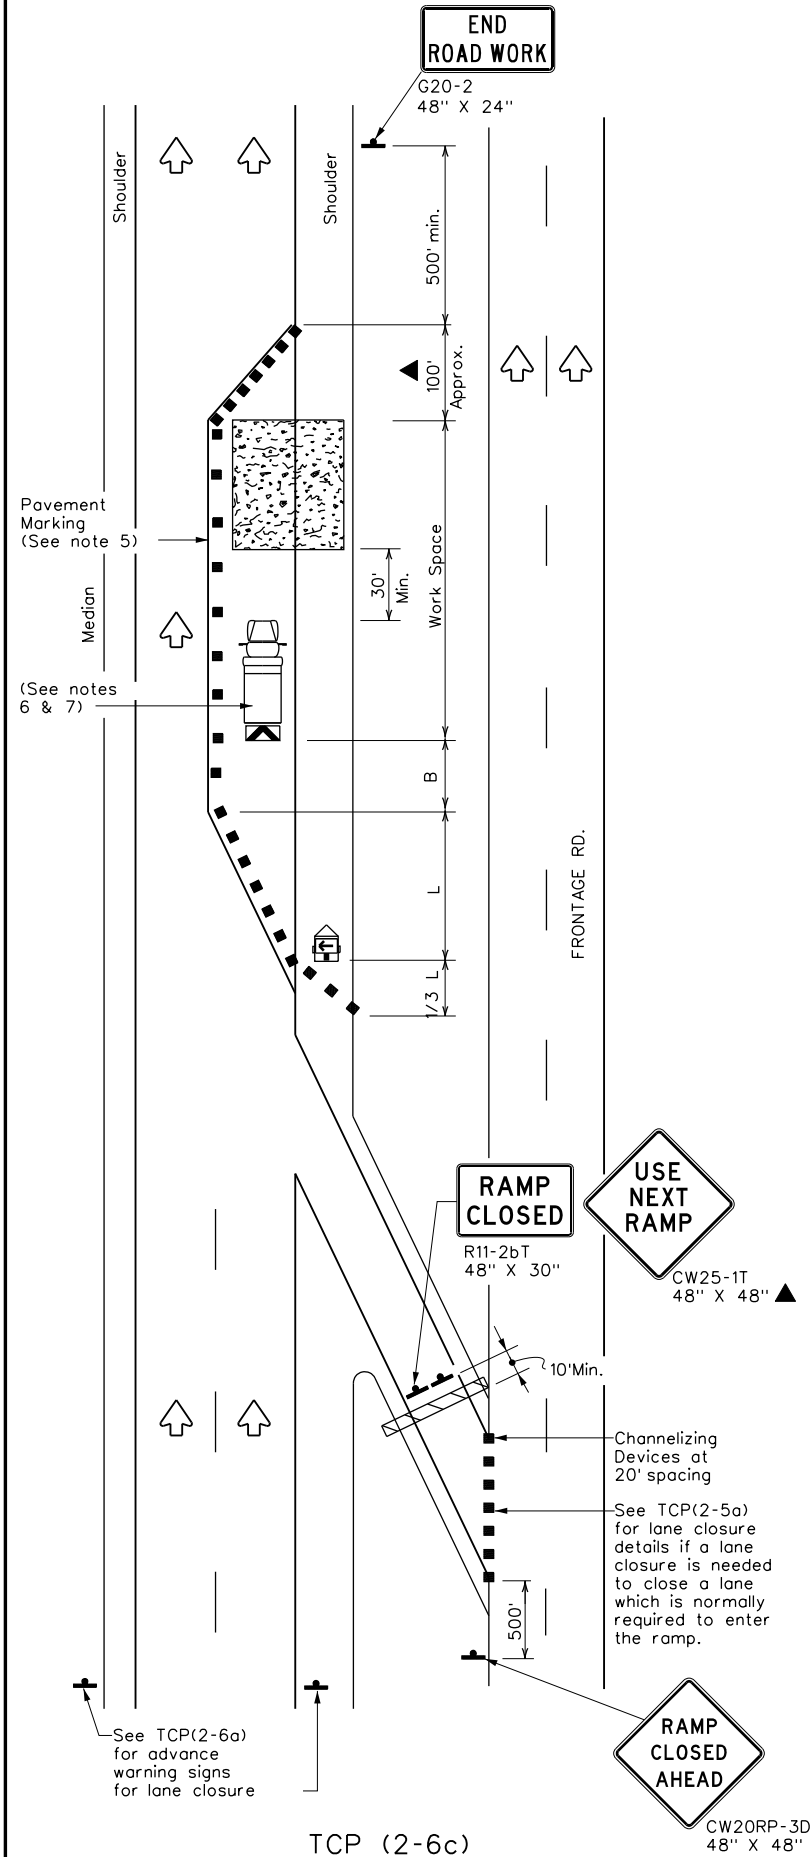 END
ROAD WORK
G20-2
48" X 24"
Shoulder
Shoulder
500' min.
100'
Approx.
Pavement
Marking
(See note 5)
Work Space
30'
Min.
Median
(See notes
6 & 7)
B
L
FRONTAGE RD.
1/3 L
RAMP
CLOSED
R11-2bT
48" X 30"
USE
NEXT
RAMP
CW25-1T
48" X 48"
10'Min.
Channelizing
Devices at
20' spacing
See TCP(2-5a)
for lane closure
details if a lane
closure is needed
to close a lane
which is normally
required to enter
the ramp.
500'
See TCP(2-6a)
for advance
warning signs
for lane closure
RAMP
CLOSED
AHEAD
CW20RP-3D
48" X 48"
TCP (2-6c)